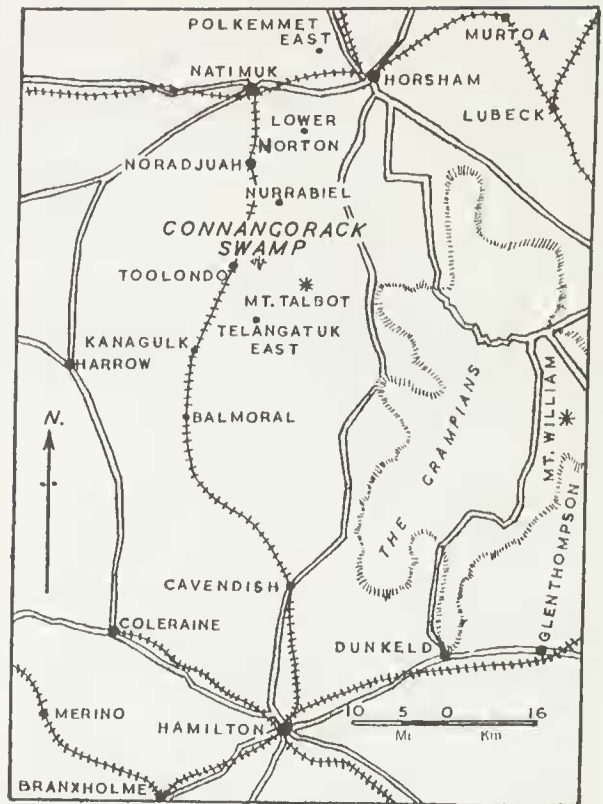 POLKEMMET
EAST
MURTOA
NATIMUK
HORSHAM
LUBECK
LOWER
NORTON
NORADJUAH
NURRABIEL
CONNANGORACK
SWAMP
TOOLONDO
MT. TALBOT
TELANGATUK
EAST
KANAGULK
HARROW
BALMORAL
N.
THE GRAMPIANS
MT. WILLIAM
GLENTHOMPSON
CAVENDISH
COLERAINE
DUNKELD
MERINO
HAMILTON
10 5 0 16
Mi Km
BRANXHOLME